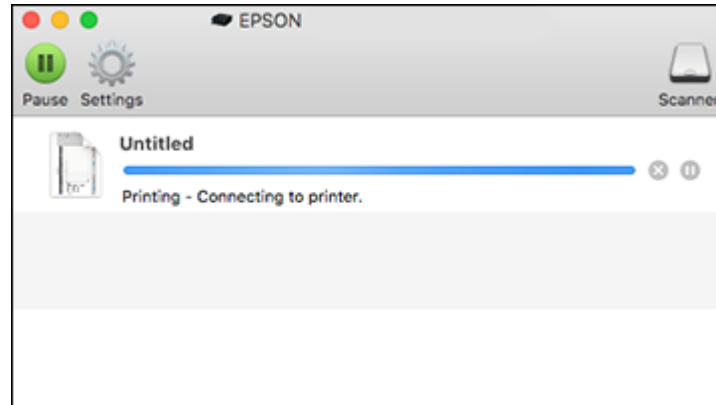 EPSON
Pause Settings Scanner
Untitled
Printing - Connecting to printer.